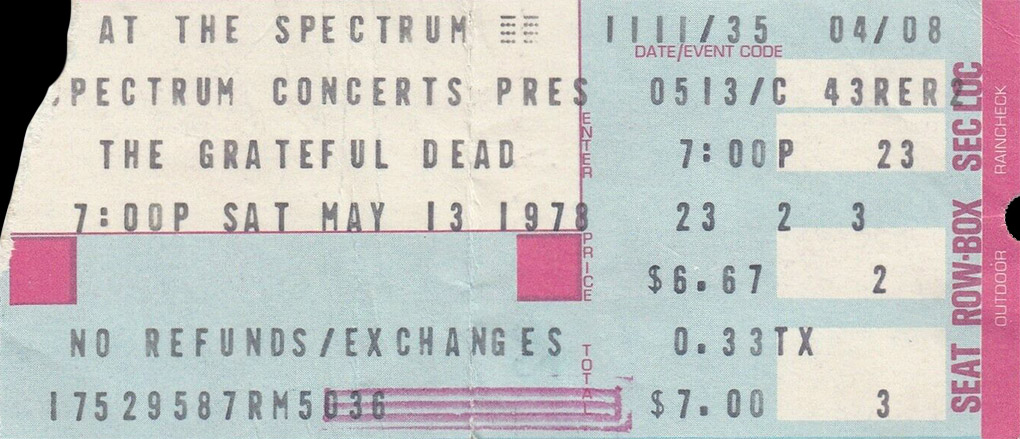 AT THE SPECTRUM
SPECTRUM CONCERTS PRES
THE GRATEFUL DEAD
7:00P SAT MAY 13 1978
NO REFUNDS/EXCHANGES
17529587RM5036
ENTER
PRICE
TOTAL
1111/35 04/08
DATE/EVENT CODE
0513/C 43RER2
7:00P 23
23 2 3
$6.67 2
0.33TX
$7.00 3
SEAT ROW-BOX SEC LOC
OUTDOOR RAINCHECK